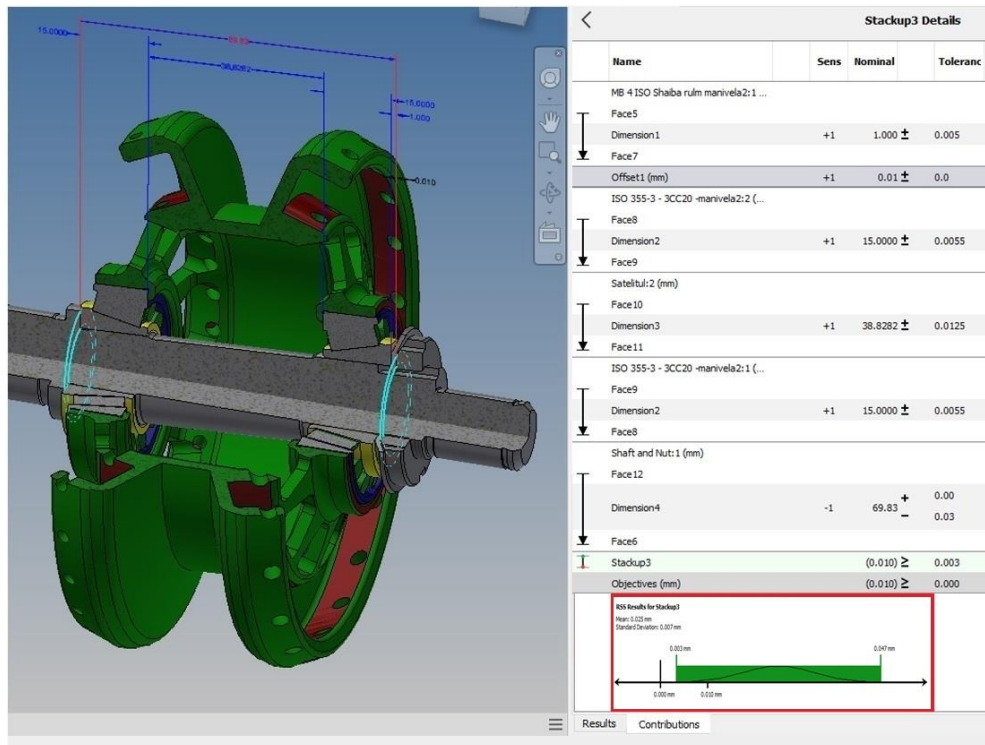 15.0000
69.83
38.8282
15.0000
1.000
0.010
Stackup3 Details
Name Sens Nominal Toleranc
MB 4 ISO Shaiba rulm manivela2:1 ...
Face5
Dimension1 +1 1.000 ± 0.005
Face7
Offset1 (mm) +1 0.01 ± 0.0
ISO 355-3 - 3CC20 -manivela2:2 (...
Face8
Dimension2 +1 15.0000 ± 0.0055
Face9
Satelitul:2 (mm)
Face10
Dimension3 +1 38.8282 ± 0.0125
Face11
ISO 355-3 - 3CC20 -manivela2:1 (...
Face9
Dimension2 +1 15.0000 ± 0.0055
Face8
Shaft and Nut:1 (mm)
Face12
+ 0.00
Dimension4 -1 69.83
− 0.03
Face6
Stackup3 (0.010) ≥ 0.003
Objectives (mm) (0.010) ≥ 0.000
RSS Results for Stackup3
Mean: 0.025 mm
Standard Deviation: 0.007 mm
0.003 mm 0.047 mm
0.000 mm 0.010 mm
Results Contributions